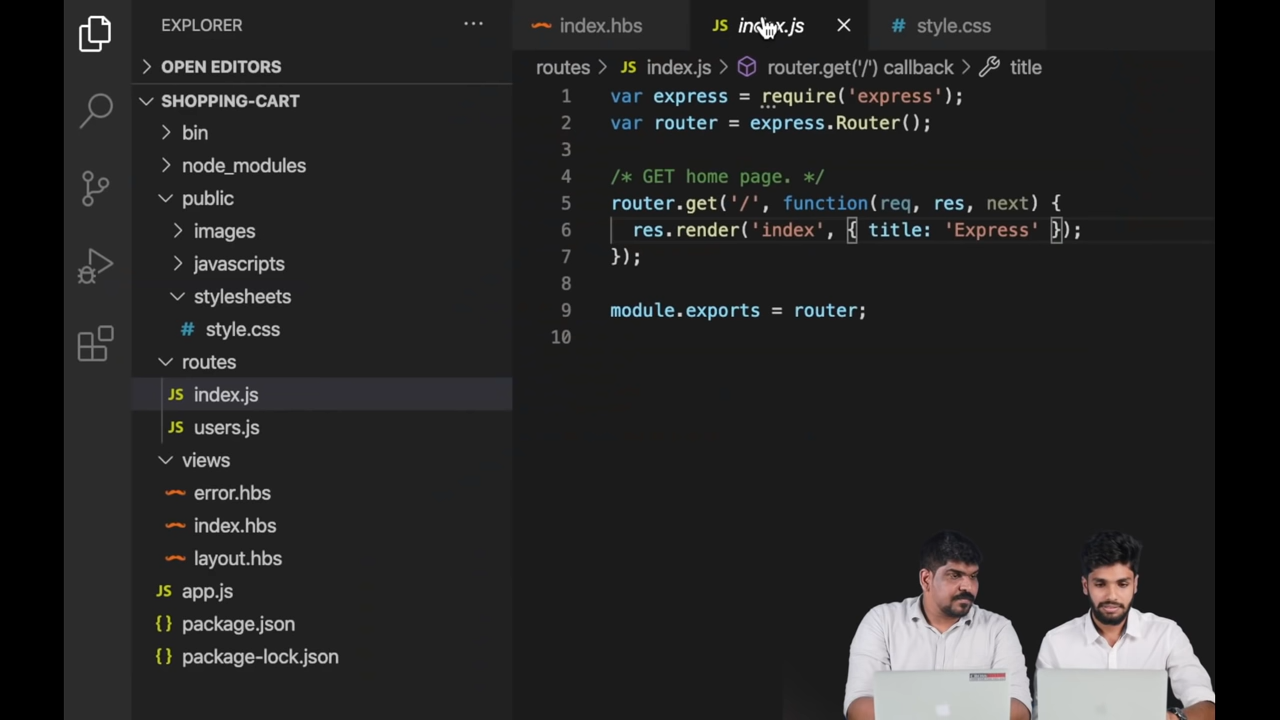 EXPLORER
OPEN EDITORS
SHOPPING-CART
bin
node_modules
public
images
javascripts
stylesheets
# style.css
routes
JS index.js
JS users.js
views
error.hbs
index.hbs
layout.hbs
JS app.js
{} package.json
{} package-lock.json
index.hbs
JS index.js
# style.css
routes > JS index.js > router.get('/') callback > title
1 var express = require('express');
2 var router = express.Router();
3
4 /* GET home page. */
5 router.get('/', function(req, res, next) {
6 res.render('index', { title: 'Express' });
7 });
8
9 module.exports = router;
10